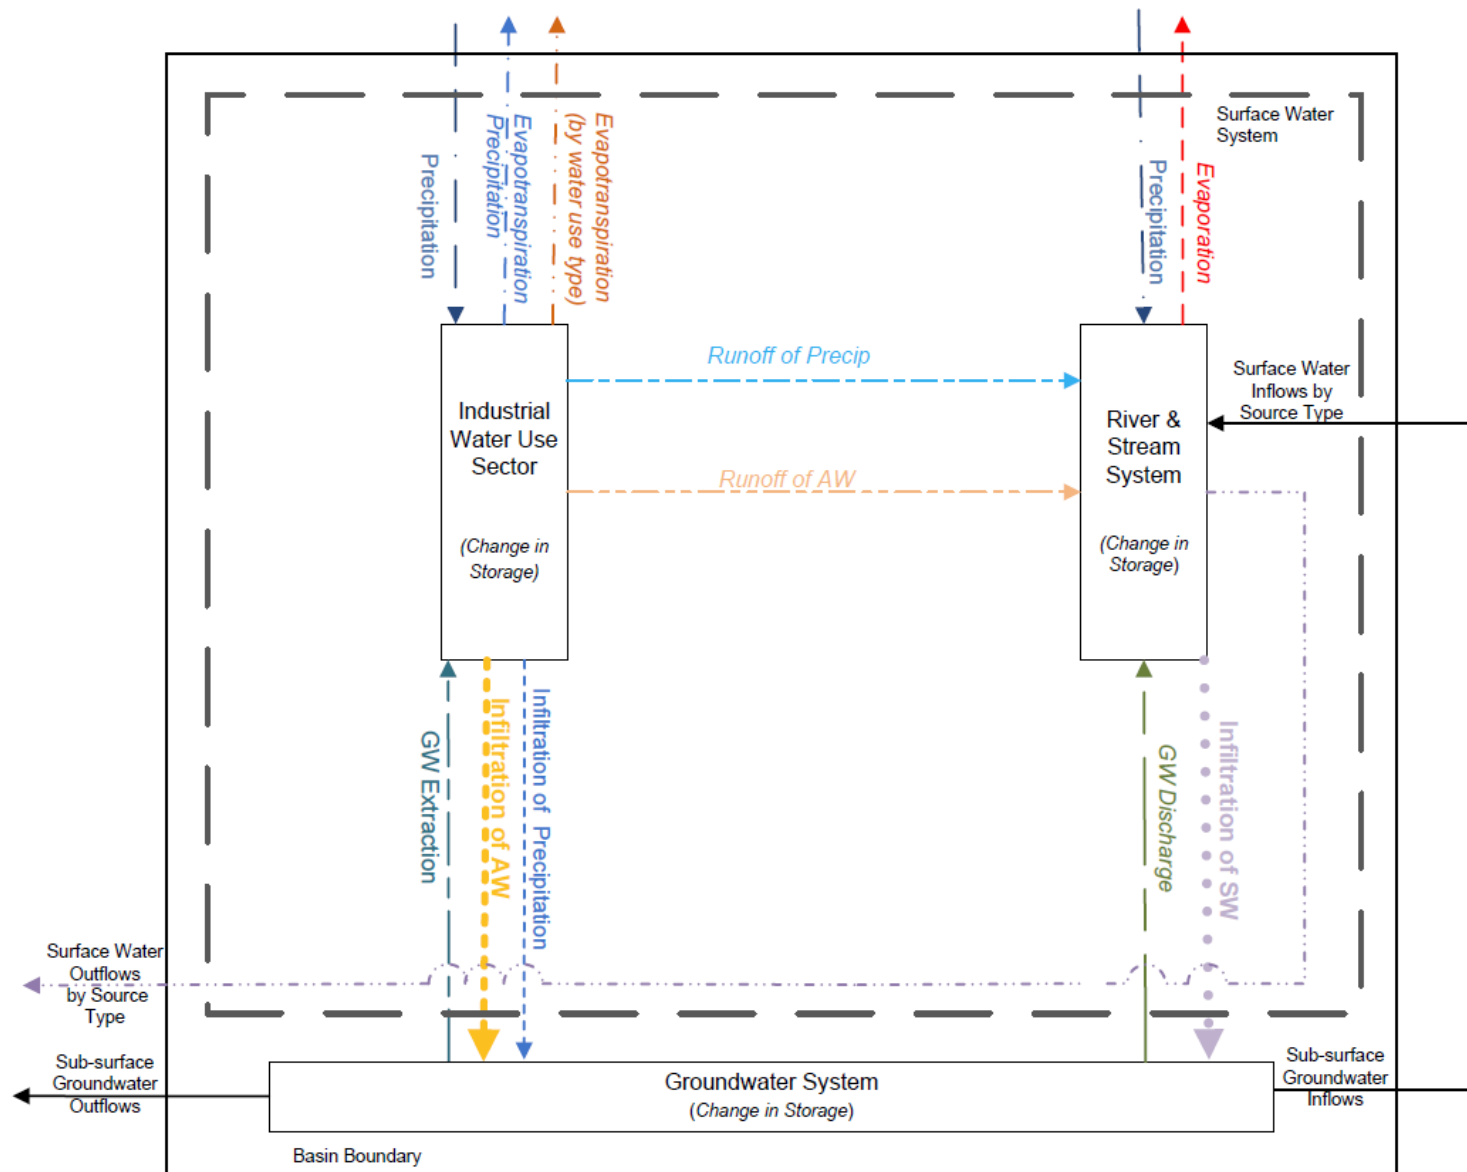 Surface Water
System
Precipitation
Evapotranspiration
Precipitation
Evapotranspiration
(by water use type)
Precipitation
Evaporation
Runoff of Precip
Runoff of AW
Industrial
Water Use
Sector
(Change in
Storage)
River &
Stream
System
(Change in
Storage)
Surface Water
Inflows by
Source Type
GW Extraction
Infiltration of AW
Infiltration of Precipitation
GW Discharge
Infiltration of SW
Surface Water
Outflows
by Source
Type
Sub-surface
Groundwater
Outflows
Groundwater System
(Change in Storage)
Sub-surface
Groundwater
Inflows
Basin Boundary